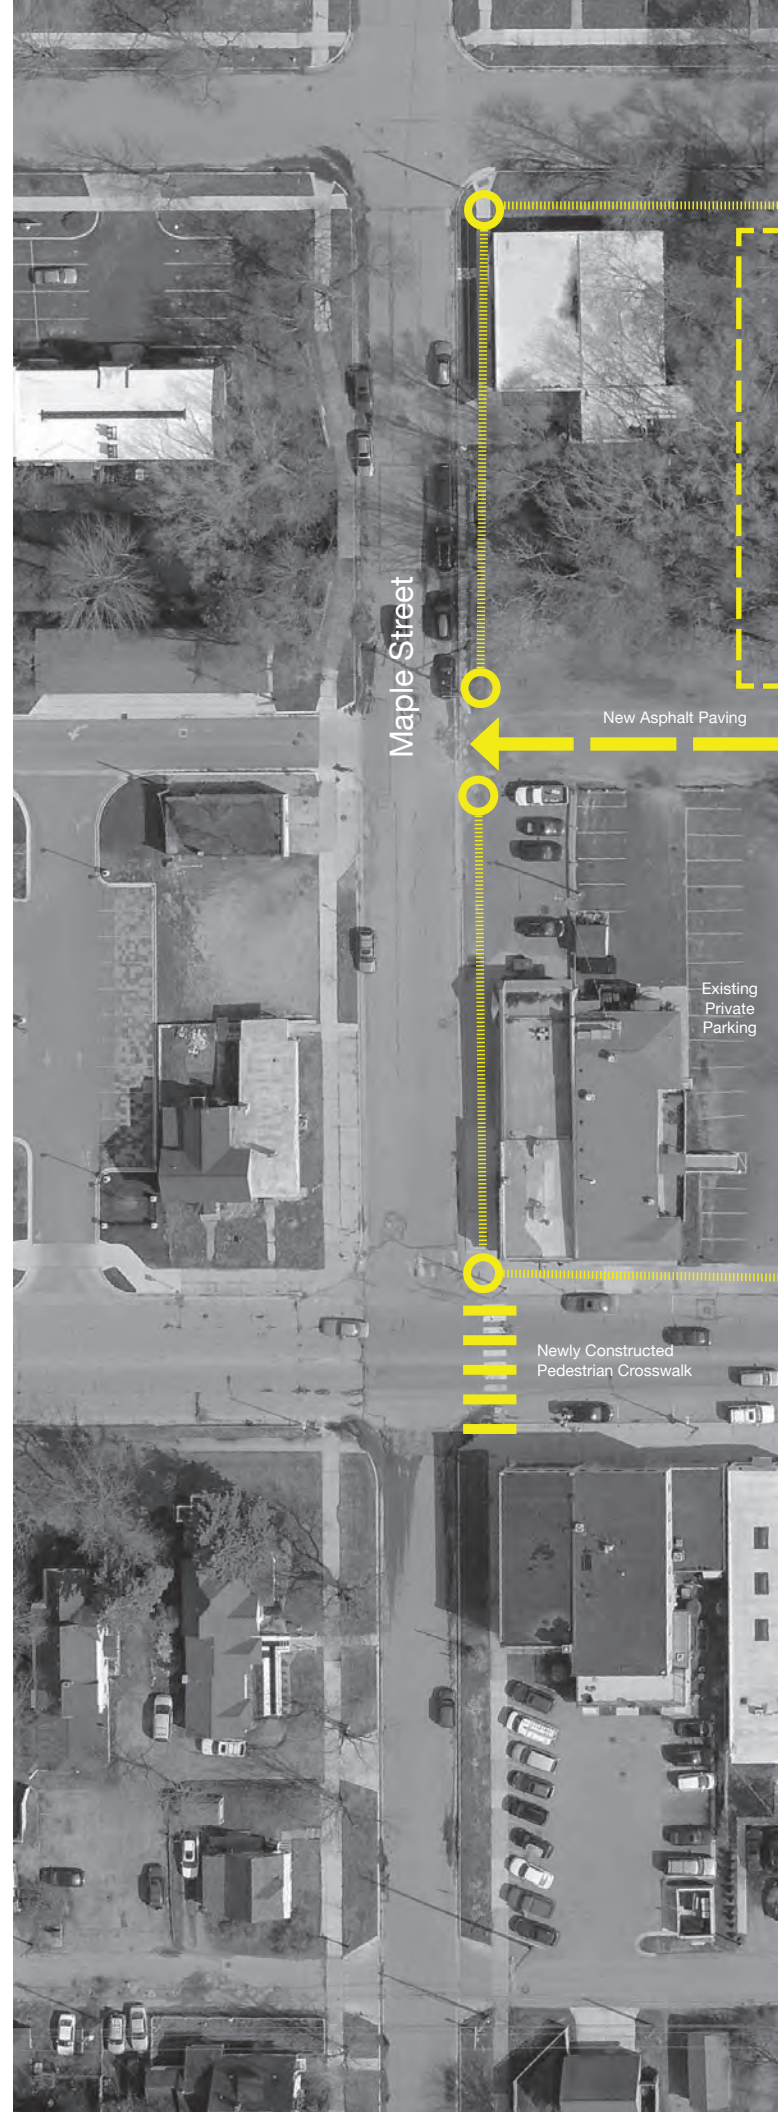 Maple Street
New Asphalt Paving
Existing
Private
Parking
Newly Constructed
Pedestrian Crosswalk